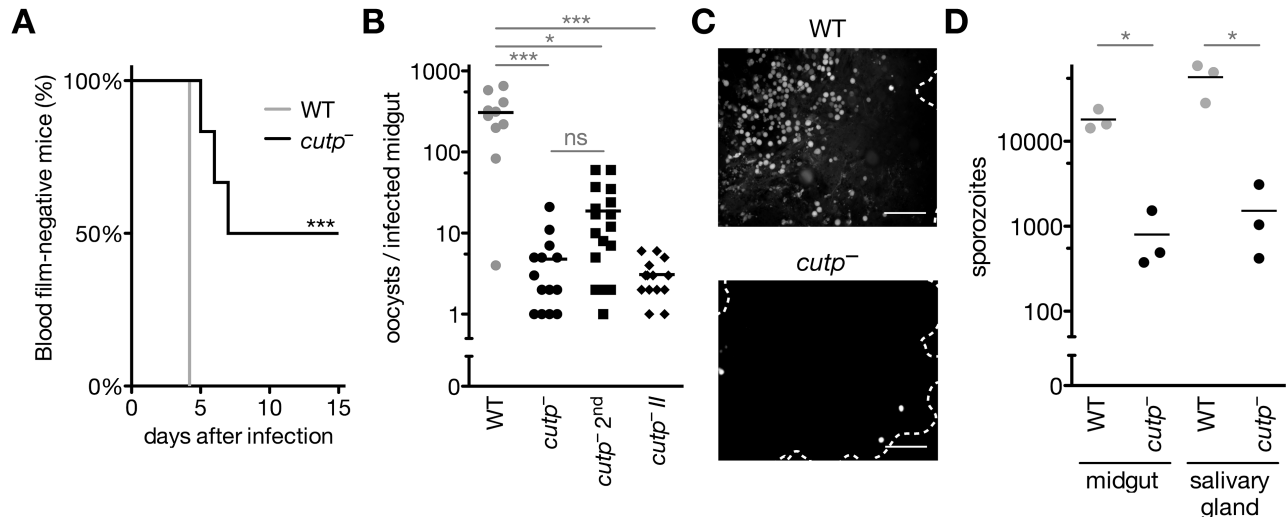 A
Blood film-negative mice (%)
100%
50%
0%
0
5
10
15
days after infection
WT
cutp–
***
B
oocysts / infected midgut
1000
100
10
1
0
***
*
***
ns
WT
cutp–
cutp– 2nd
cutp– II
C
WT
cutp–
D
sporozoites
10000
1000
100
0
*
*
WT
cutp–
WT
cutp–
midgut
salivary
gland